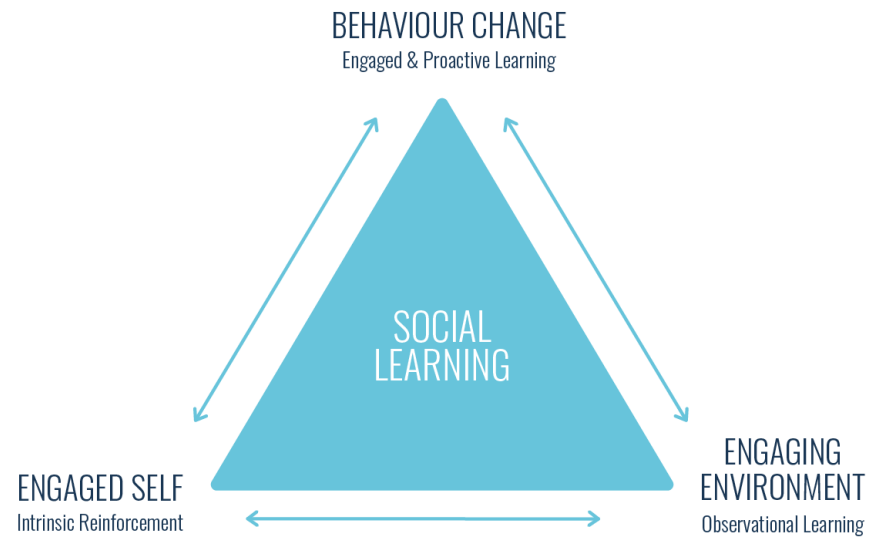 BEHAVIOUR CHANGE
Engaged & Proactive Learning
SOCIAL
LEARNING
ENGAGED SELF
Intrinsic Reinforcement
ENGAGING
ENVIRONMENT
Observational Learning